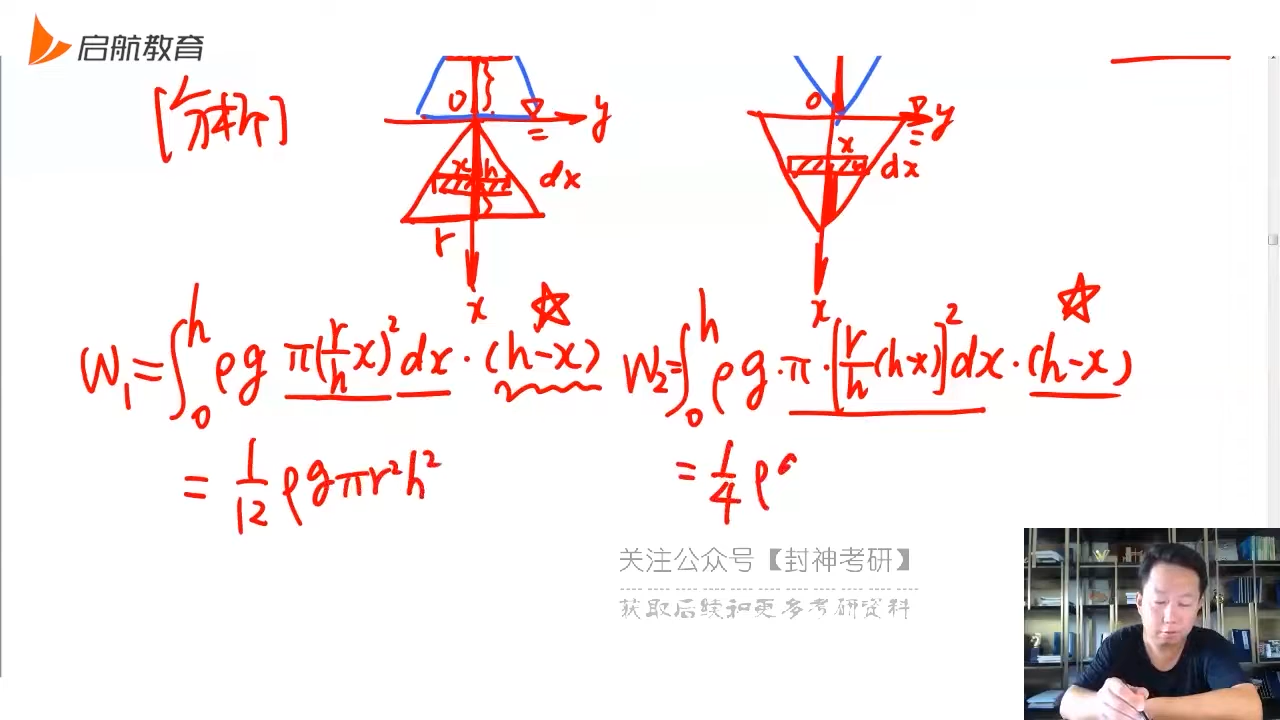 启航教育
[分析]
O y
O y
x h dx
x dx
r
x
x
W₁=∫₀ʰ ρg π(r/h x)² dx · (h-x)
W₂=∫₀ʰ ρg·π·[r/h (h-x)]² dx · (h-x)
= 1/12 ρgπr²h²
= 1/4 ρ
关注公众号【封神考研】
获取后续和更多考研资料